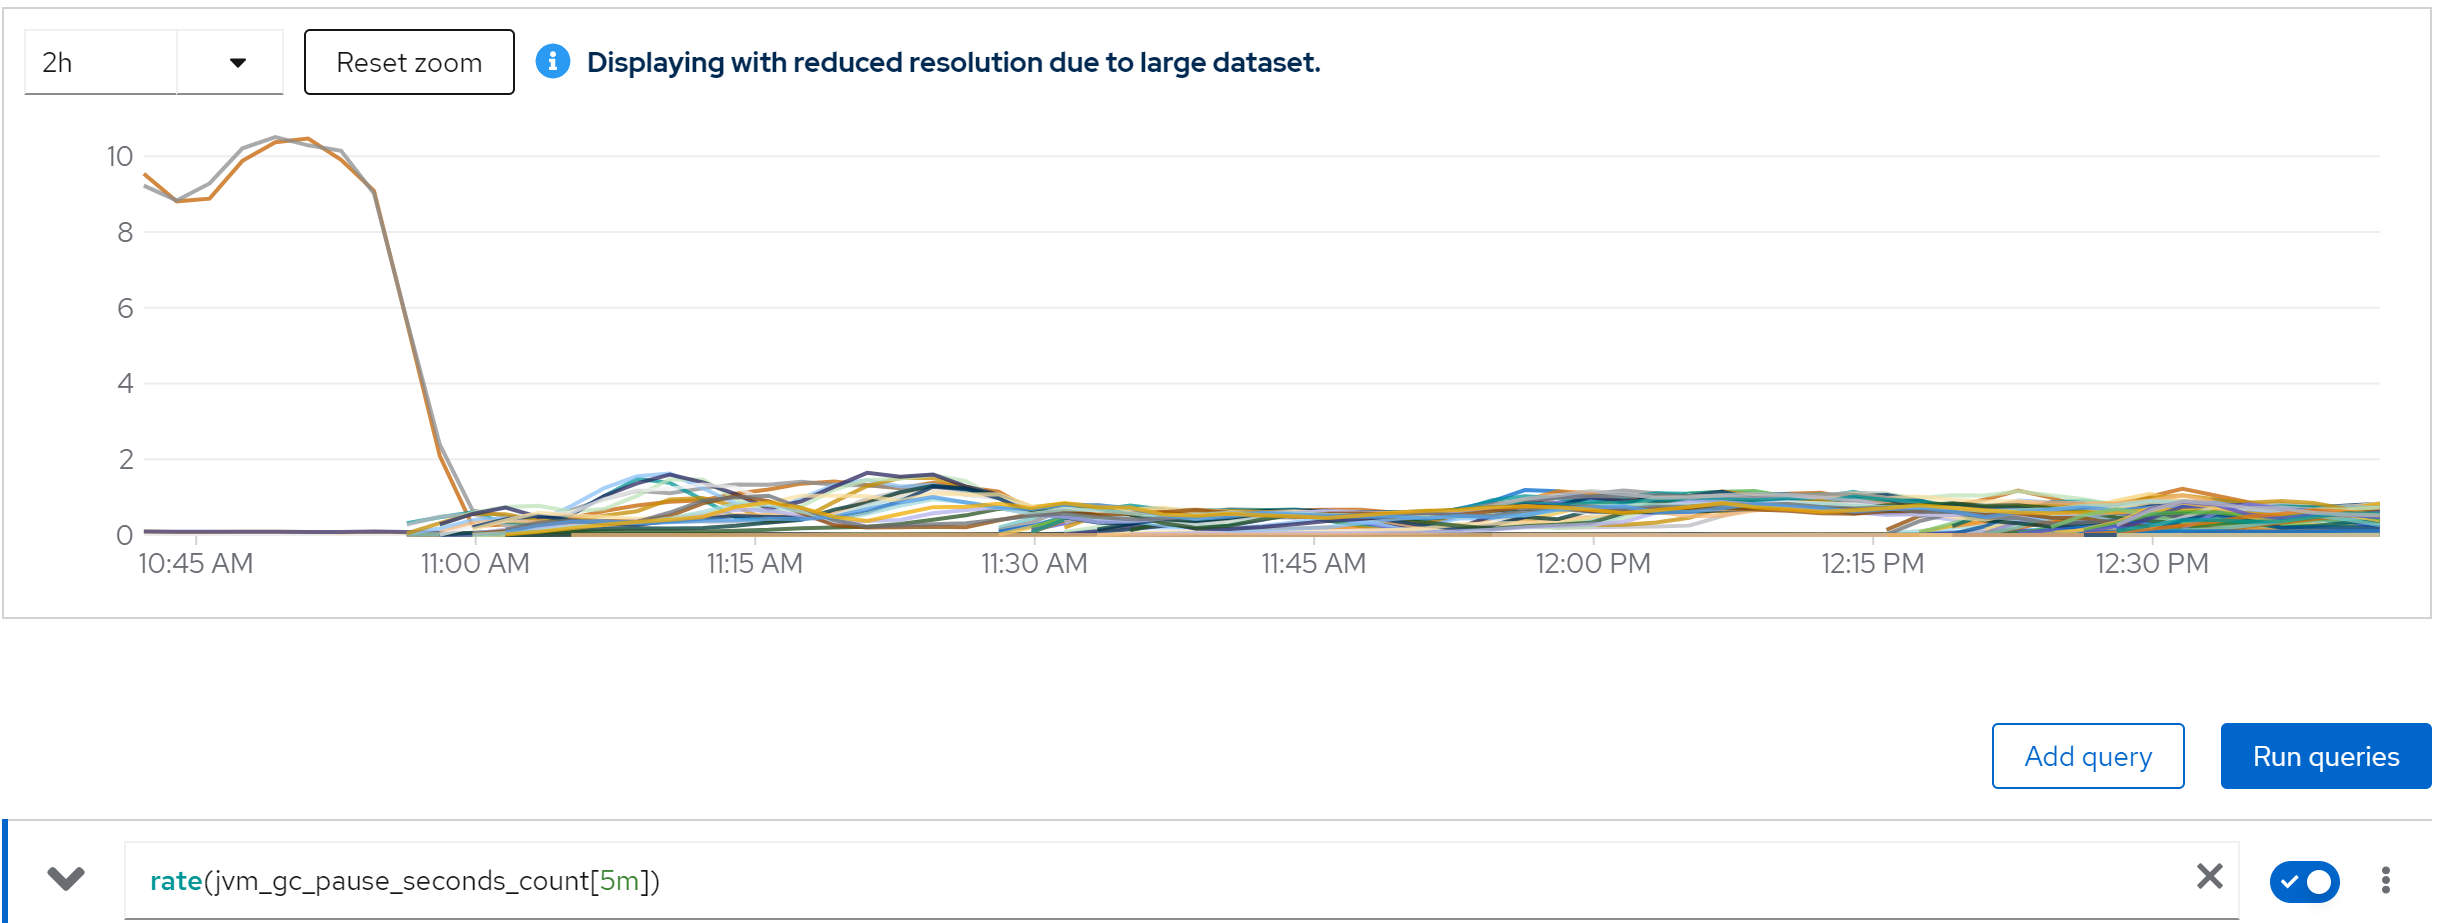 2h
Reset zoom
Displaying with reduced resolution due to large dataset.
10
8
6
4
2
0
10:45 AM
11:00 AM
11:15 AM
11:30 AM
11:45 AM
12:00 PM
12:15 PM
12:30 PM
Add query
Run queries
rate(jvm_gc_pause_seconds_count[5m])